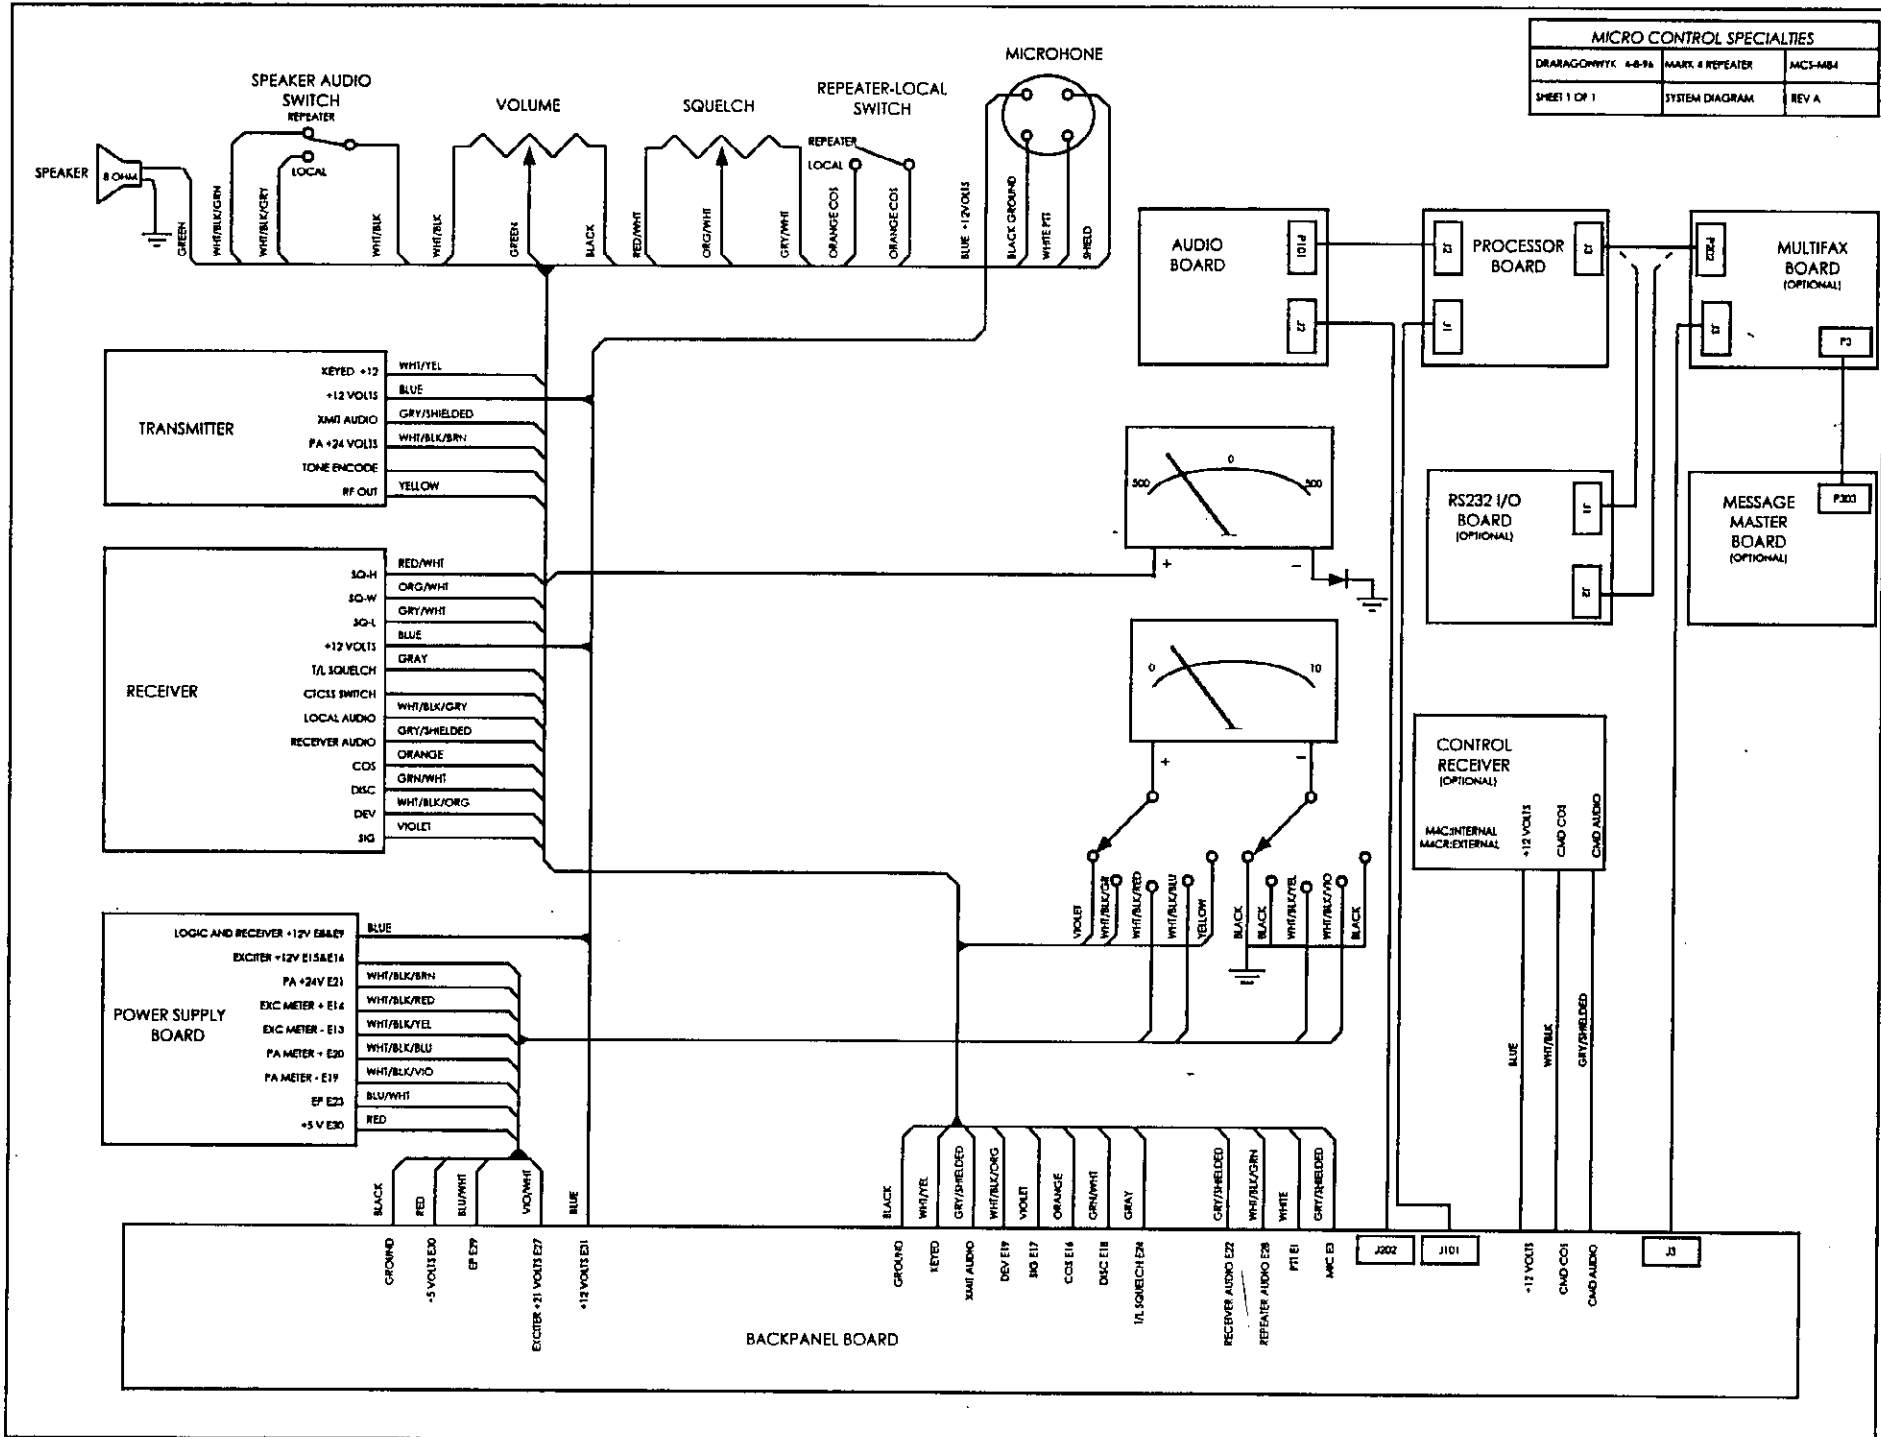 MICRO CONTROL SPECIALTIES
DRARAGONWYK 4-8-96 MARK 4 REPEATER MCS-MB4
SHEET 1 OF 1 SYSTEM DIAGRAM REV A
MICROHONE
SPEAKER AUDIO
SWITCH
REPEATER
LOCAL
VOLUME
SQUELCH
REPEATER-LOCAL
SWITCH
REPEATER
LOCAL
SPEAKER
8 OHM
GREEN
WHT/BLK/GRN
WHT/BLK/GRY
WHT/BLK
WHT/BLK
GREEN
BLACK
RED/WHT
ORG/WHT
GRY/WHT
ORANGE COS
ORANGE COS
BLUE +12VOLTS
BLACK GROUND
WHITE PTT
SHIELD
AUDIO
BOARD
P101
J2
PROCESSOR
BOARD
J2
J1
J3
MULTIFAX
BOARD
(OPTIONAL)
P202
J3
P3
TRANSMITTER
KEYED +12
+12 VOLTS
XMIT AUDIO
PA +24 VOLTS
TONE ENCODE
RF OUT
WHT/YEL
BLUE
GRY/SHIELDED
WHT/BLK/BRN
YELLOW
500
0
500
+
-
RS232 I/O
BOARD
(OPTIONAL)
J1
J2
MESSAGE
MASTER
BOARD
(OPTIONAL)
P303
RECEIVER
SQ-H
SQ-W
SQ-L
+12 VOLTS
T/L SQUELCH
CTCSS SWITCH
LOCAL AUDIO
RECEIVER AUDIO
COS
DISC
DEV
SIG
RED/WHT
ORG/WHT
GRY/WHT
BLUE
GRAY
WHT/BLK/GRY
GRY/SHIELDED
ORANGE
GRN/WHT
WHT/BLK/ORG
VIOLET
0
10
+
-
CONTROL
RECEIVER
(OPTIONAL)
M4C:INTERNAL
M4CR:EXTERNAL
+12 VOLTS
CMD COS
CMD AUDIO
VIOLET
WHT/BLK/GR
WHT/BLK/RED
WHT/BLK/BLU
YELLOW
BLACK
BLACK
WHT/BLK/YEL
WHT/BLK/VIO
BLACK
POWER SUPPLY
BOARD
LOGIC AND RECEIVER +12V E8&E9
EXCITER +12V E15&E16
PA +24V E21
EXC METER + E14
EXC METER - E13
PA METER + E20
PA METER - E19
EP E23
+5 V E30
BLUE
WHT/BLK/BRN
WHT/BLK/RED
WHT/BLK/YEL
WHT/BLK/BLU
WHT/BLK/VIO
BLU/WHT
RED
BLUE
WHT/BLK
GRY/SHIELDED
BLACK
RED
BLU/WHT
VIO/WHT
BLUE
BLACK
WHT/YEL
GRY/SHIELDED
WHT/BLK/ORG
VIOLET
ORANGE
GRN/WHT
GRAY
GRY/SHIELDED
WHT/BLK/GRN
WHITE
GRY/SHIELDED
GROUND
+5 VOLTS E30
EP E29
EXCITER +21 VOLTS E27
+12 VOLTS E31
GROUND
KEYED
XMIT AUDIO
DEV E19
SIG E17
COS E16
DISC E18
T/L SQUELCH E24
RECEIVER AUDIO E22
REPEATER AUDIO E28
PTT E1
MIC E3
J202
J101
+12 VOLTS
CMD COS
CMD AUDIO
J3
BACKPANEL BOARD